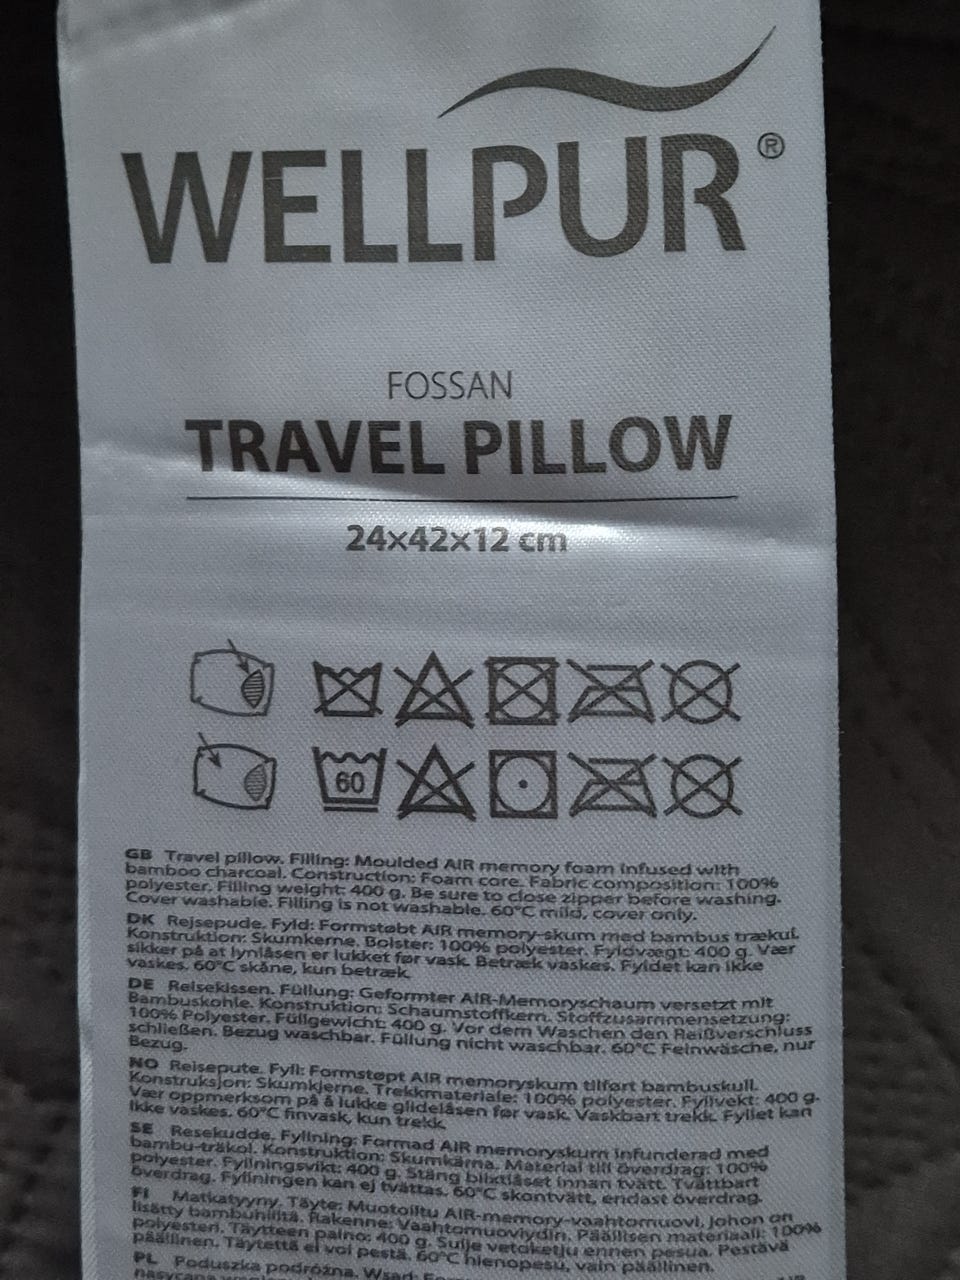 WELLPUR®
FOSSAN
TRAVEL PILLOW
24x42x12 cm
60
GB Travel pillow. Filling: Moulded AIR memory foam infused with
bamboo charcoal. Construction: Foam core. Fabric composition: 100%
polyester. Filling weight: 400 g. Be sure to close zipper before washing.
Cover washable. Filling is not washable. 60°C mild, cover only.
DK Rejsepude. Fyld: Formstøbt AIR memory-skum med bambus trækul.
Konstruktion: Skumkerne. Bolster: 100% polyester. Fyldvægt: 400 g. Vær
sikker på at lynlåsen er lukket før vask. Betræk vaskes. Fyldet kan ikke
vaskes. 60°C skåne, kun betræk.
DE Reisekissen. Füllung: Geformter AIR-Memoryschaum versetzt mit
Bambuskohle. Konstruktion: Schaumstoffkern. Stoffzusammensetzung:
100% Polyester. Füllgewicht: 400 g. Vor dem Waschen den Reißverschluss
schließen. Bezug waschbar. Füllung nicht waschbar. 60°C Feinwäsche, nur
Bezug.
NO Reisepute. Fyll: Formstøpt AIR memoryskum tilført bambuskull.
Konstruksjon: Skumkjerne. Trekkmateriale: 100% polyester. Fyllvekt: 400 g.
Vær oppmerksom på å lukke glidelåsen før vask. Vaskbart trekk. Fyllet kan
ikke vaskes. 60°C finvask, kun trekk.
SE Resekudde. Fyllning: Formad AIR memoryskum infunderad med
bambu-träkol. Konstruktion: Skumkärna. Material till överdrag: 100%
polyester. Fyllningsvikt: 400 g. Stäng blixtlåset innan tvätt. Tvättbart
överdrag. Fyllningen kan ej tvättas. 60°C skontvätt, endast överdrag.
FI Matkatyyny. Täyte: Muotoiltu AIR-memory-vaahtomuovi, johon on
lisätty bambuhiiltä. Rakenne: Vaahtomuoviydin. Päällisen materiaali: 100%
polyesteri. Täytteen paino: 400 g. Sulje vetoketju ennen pesua. Pestävä
päällinen. Täytettä ei voi pestä. 60°C hienopesu, vain päällinen.
PL Poduszka podróżna. Wsad: